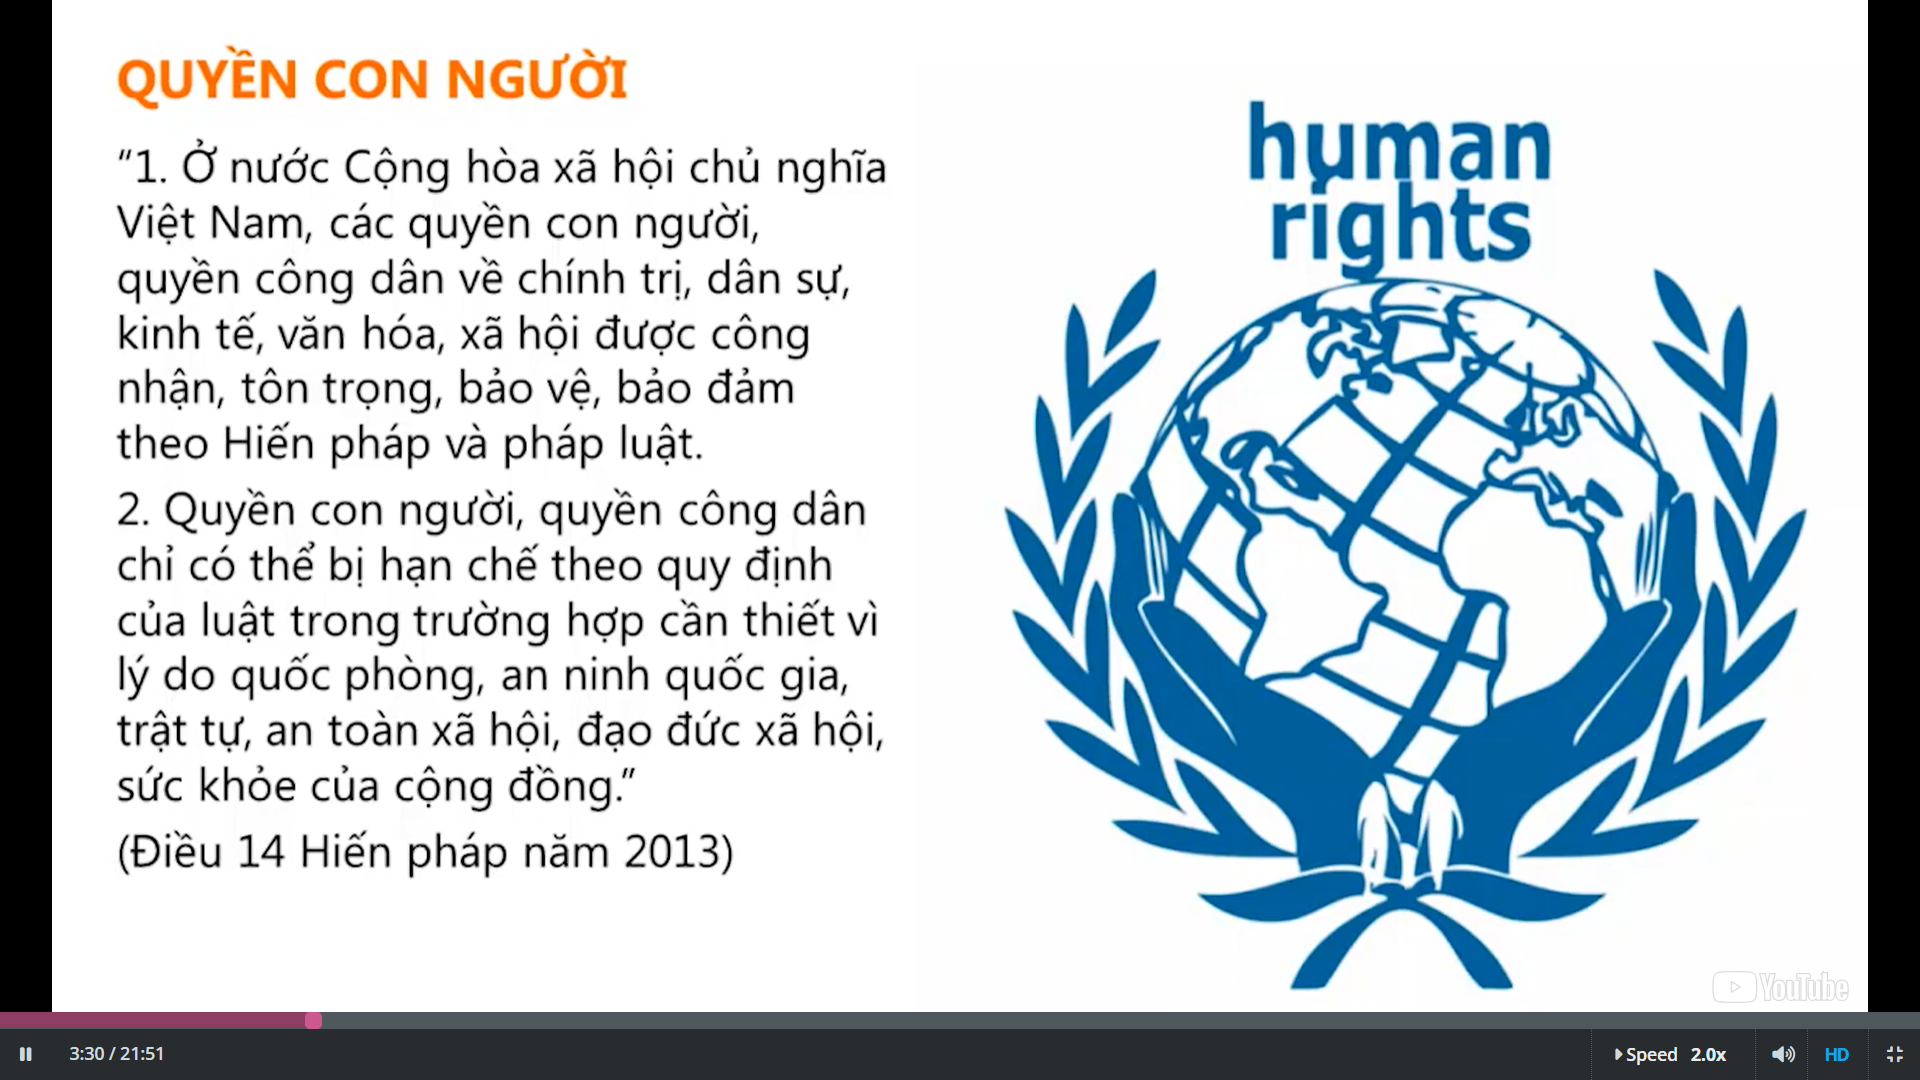 QUYỀN CON NGƯỜI
“1. Ở nước Cộng hòa xã hội chủ nghĩa
Việt Nam, các quyền con người,
quyền công dân về chính trị, dân sự,
kinh tế, văn hóa, xã hội được công
nhận, tôn trọng, bảo vệ, bảo đảm
theo Hiến pháp và pháp luật.
2. Quyền con người, quyền công dân
chỉ có thể bị hạn chế theo quy định
của luật trong trường hợp cần thiết vì
lý do quốc phòng, an ninh quốc gia,
trật tự, an toàn xã hội, đạo đức xã hội,
sức khỏe của cộng đồng.”
(Điều 14 Hiến pháp năm 2013)
human
rights
YouTube
3:30 / 21:51
Speed 2.0x
HD